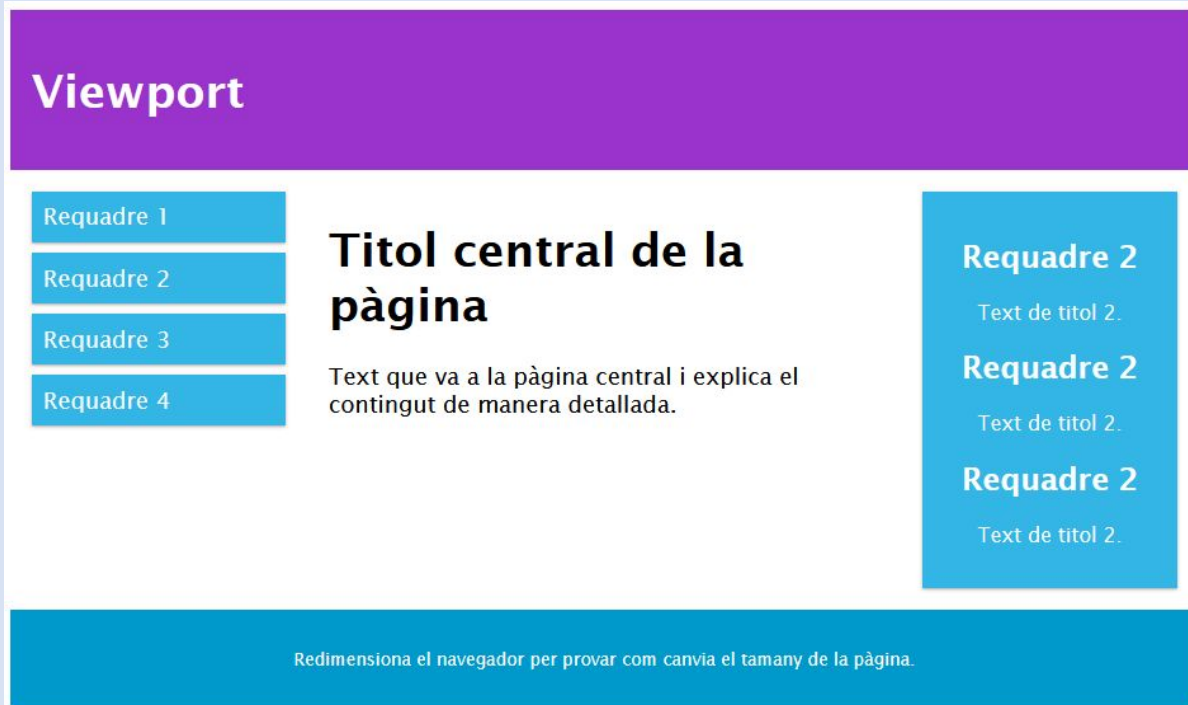 Viewport
Requadre 1
Requadre 2
Requadre 3
Requadre 4
Titol central de la
pàgina
Text que va a la pàgina central i explica el
contingut de manera detallada.
Requadre 2
Text de titol 2.
Requadre 2
Text de titol 2.
Requadre 2
Text de titol 2.
Redimensiona el navegador per provar com canvia el tamany de la pàgina.